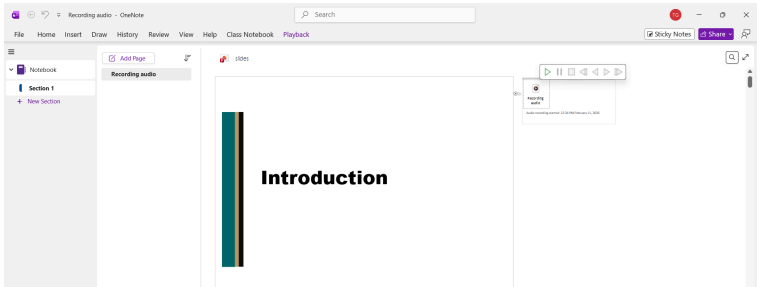 Recording audio - OneNote
Search
TG
File Home Insert Draw History Review View Help Class Notebook Playback
Sticky Notes
Share
Notebook
Section 1
+ New Section
Add Page
Recording audio
slides
Recording
audio
Introduction